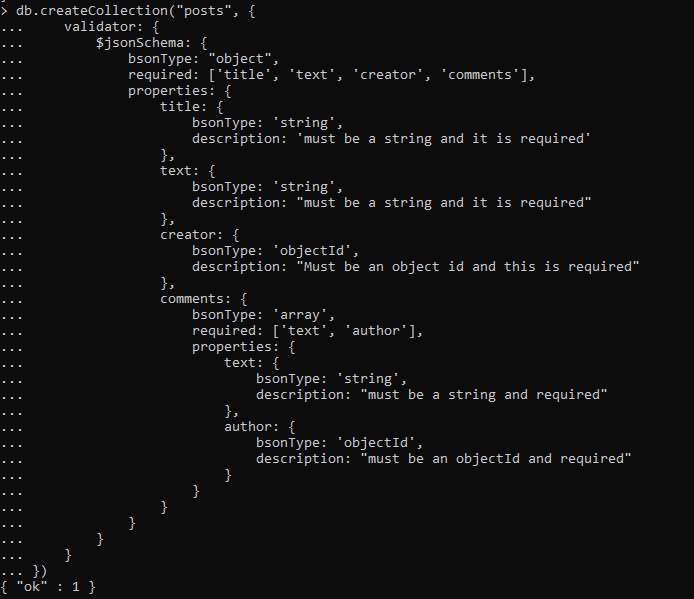 > db.createCollection("posts", {
...     validator: {
...         $jsonSchema: {
...             bsonType: "object",
...             required: ['title', 'text', 'creator', 'comments'],
...             properties: {
...                 title: {
...                     bsonType: 'string',
...                     description: 'must be a string and it is required'
...                 },
...                 text: {
...                     bsonType: 'string',
...                     description: "must be a string and it is required"
...                 },
...                 creator: {
...                     bsonType: 'objectId',
...                     description: "Must be an object id and this is required"
...                 },
...                 comments: {
...                     bsonType: 'array',
...                     required: ['text', 'author'],
...                     properties: {
...                         text: {
...                             bsonType: 'string',
...                             description: "must be a string and required"
...                         },
...                         author: {
...                             bsonType: 'objectId',
...                             description: "must be an objectId and required"
...                         }
...                     }
...                 }
...             }
...         }
...     }
... })
{ "ok" : 1 }